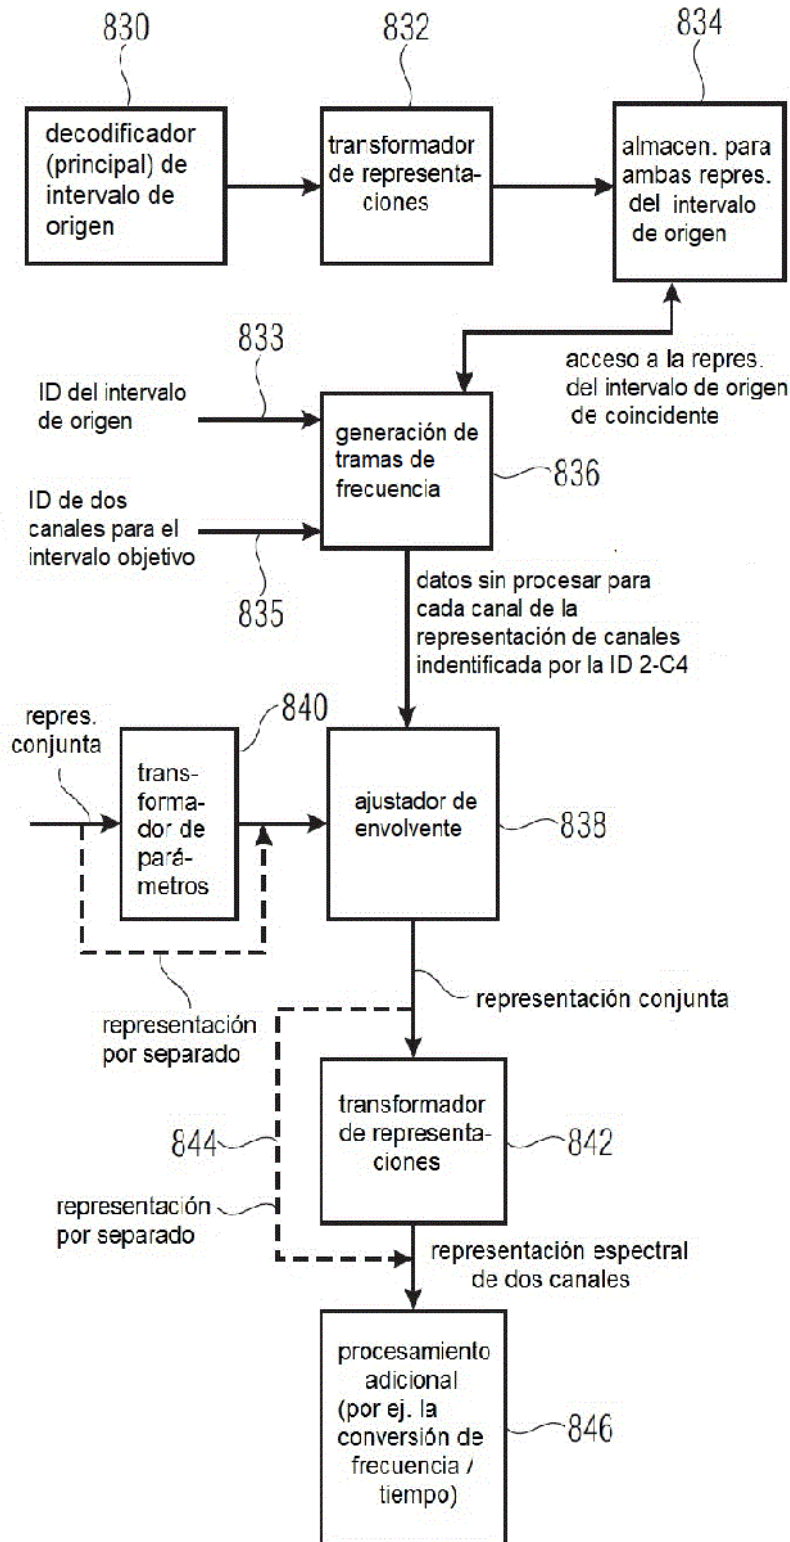 830
832
834
decodificador
(principal) de
intervalo de
origen
transformador
de representa-
ciones
almacen. para
ambas repres.
del intervalo
de origen
833
ID del intervalo
de origen
acceso a la repres.
del intervalo de origen
de coincidente
generación de
tramas de
frecuencia
836
ID de dos
canales para el
intervalo objetivo
835
datos sin procesar para
cada canal de la
representación de canales
indentificada por la ID 2-C4
840
repres.
conjunta
trans-
forma-
dor de
pará-
metros
ajustador de
envolvente
838
representación conjunta
representación
por separado
transformador
de representa-
ciones
844
842
representación
por separado
representación espectral
de dos canales
procesamiento
adicional
(por ej. la
conversión de
frecuencia /
tiempo)
846